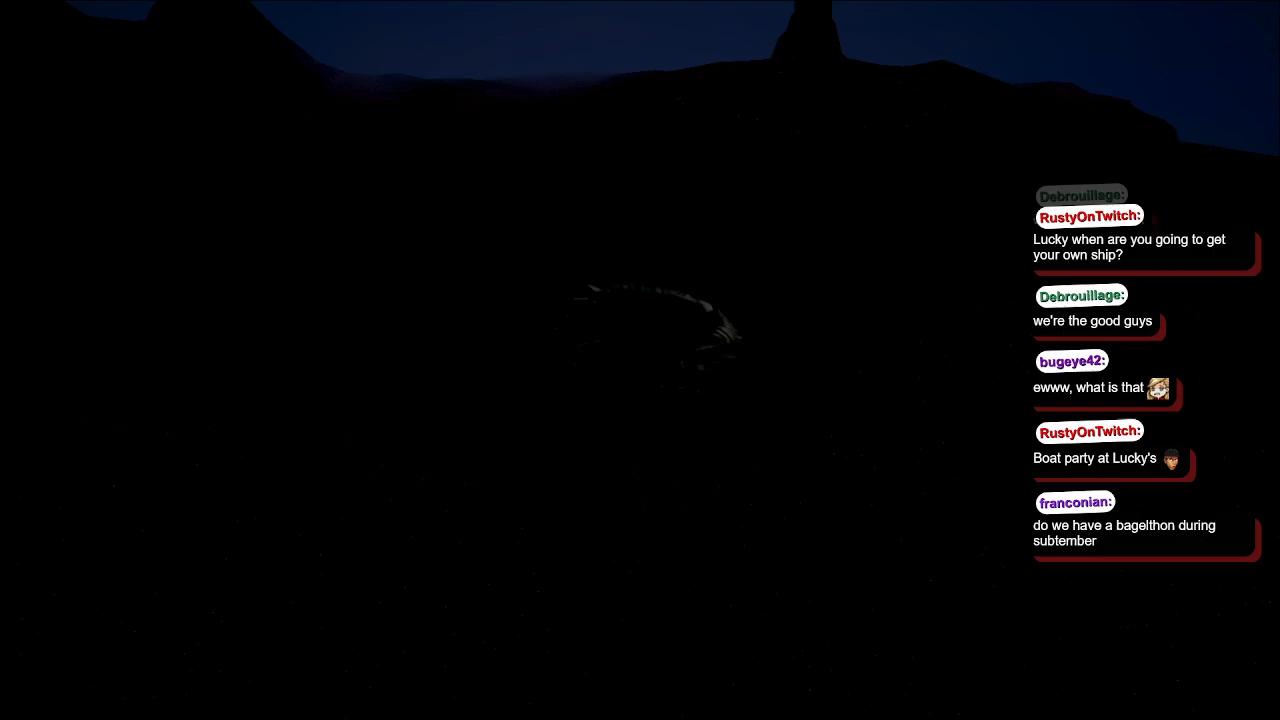 Debrouillage:
RustyOnTwitch:
Lucky when are you going to get
your own ship?
Debrouillage:
we're the good guys
bugeye42:
ewww, what is that
RustyOnTwitch:
Boat party at Lucky's
franconian:
do we have a bagelthon during
subtember